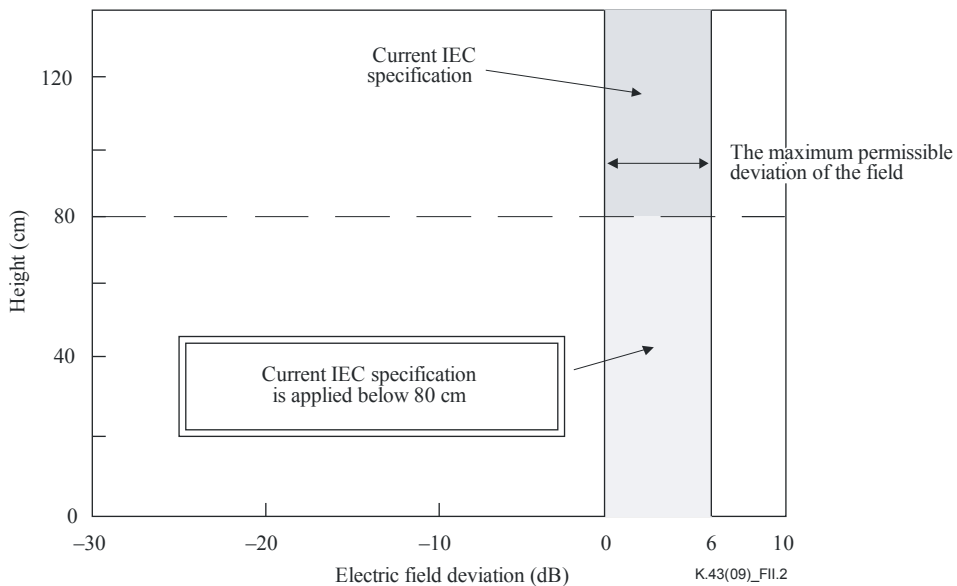 Current IEC
specification
120
The maximum permissible
deviation of the field
80
Height (cm)
40
Current IEC specification
is applied below 80 cm
0
–30
–20
–10
0
6
10
Electric field deviation (dB)
K.43(09)_FII.2